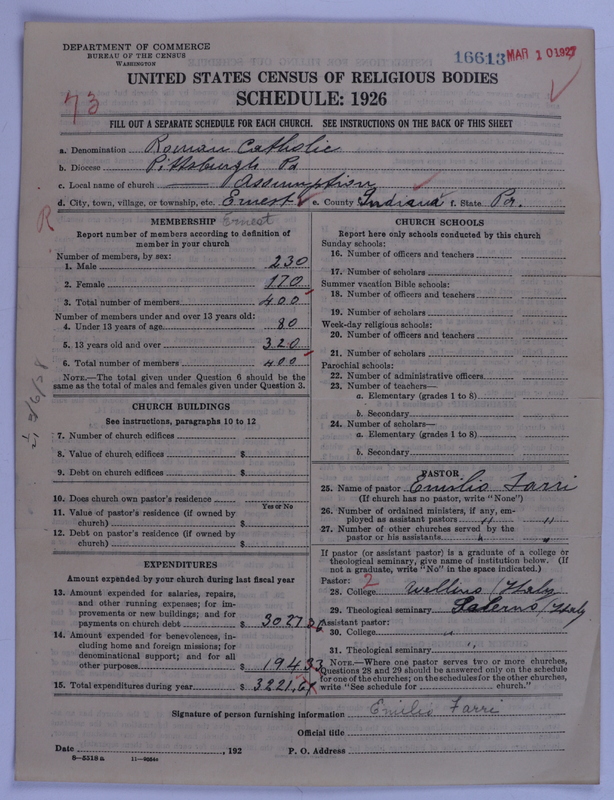 DEPARTMENT OF COMMERCE
BUREAU OF THE CENSUS
WASHINGTON
16613 MAR 10 1927
UNITED STATES CENSUS OF RELIGIOUS BODIES
73
SCHEDULE: 1926
FILL OUT A SEPARATE SCHEDULE FOR EACH CHURCH. SEE INSTRUCTIONS ON THE BACK OF THIS SHEET
a. Denomination Roman Catholic
b. Diocese Pittsburgh Pa
c. Local name of church Assumption
d. City, town, village, or township, etc. Ernest e. County Indiana f. State Pa.
R
MEMBERSHIP Ernest
Report number of members according to definition of
member in your church
Number of members, by sex:
1. Male 230
2. Female 170
3. Total number of members 400
Number of members under and over 13 years old:
4. Under 13 years of age 80
5. 13 years old and over 320
6. Total number of members 400
NOTE.—The total given under Question 6 should be
same as the total of males and females given under Question 3.
CHURCH BUILDINGS
See instructions, paragraphs 10 to 12
7. Number of church edifices
8. Value of church edifices $
9. Debt on church edifices $
10. Does church own pastor's residence
Yes or No
11. Value of pastor's residence (if owned by
church) $
12. Debt on pastor's residence (if owned by
church) $
EXPENDITURES
Amount expended by your church during last fiscal year
13. Amount expended for salaries, repairs,
and other running expenses; for im-
provements or new buildings; and for
payments on church debt $ 3027
14. Amount expended for benevolences, in-
cluding home and foreign missions; for
denominational support; and for all
other purposes $ 194.33
15. Total expenditures during year $ 3221
CHURCH SCHOOLS
Report here only schools conducted by this church
Sunday schools:
16. Number of officers and teachers
17. Number of scholars
Summer vacation Bible schools:
18. Number of officers and teachers
19. Number of scholars
Week-day religious schools:
20. Number of officers and teachers
21. Number of scholars
Parochial schools:
22. Number of administrative officers
23. Number of teachers—
a. Elementary (grades 1 to 8)
b. Secondary
24. Number of scholars—
a. Elementary (grades 1 to 8)
b. Secondary
PASTOR
25. Name of pastor Emilio Farri
(If church has no pastor, write "None")
26. Number of ordained ministers, if any, em-
ployed as assistant pastors " "
27. Number of other churches served by the
pastor or his assistants " "
If pastor (or assistant pastor) is a graduate of a college or
theological seminary, give name of institution below. (If
not a graduate, write "No" in the space indicated.)
Pastor: 2
28. College Italy
29. Theological seminary Salerno, Italy
Assistant pastor:
30. College "
31. Theological seminary "
NOTE.—Where one pastor serves two or more churches,
Questions 28 and 29 should be answered only on the schedule
for one of the churches; on the schedules for the other churches,
write "See schedule for church."
Signature of person furnishing information Emilio Farri
Official title
Date , 192 P. O. Address
8—5518 a